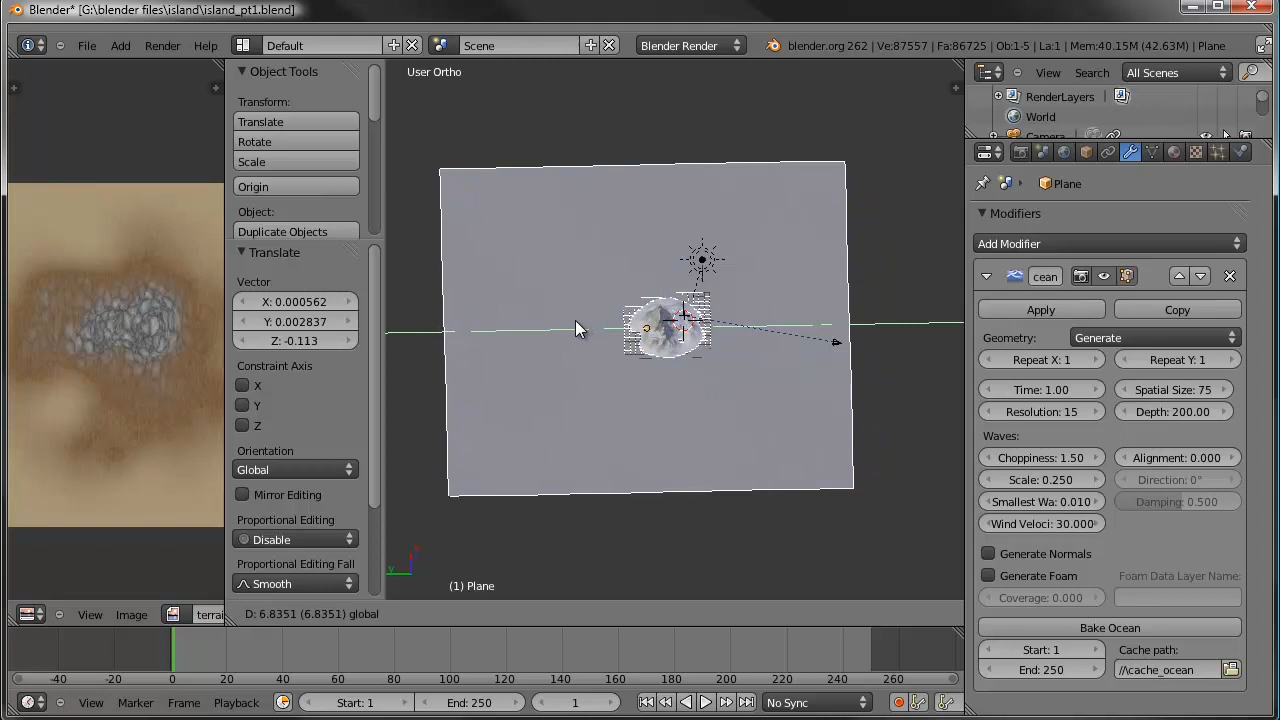 Blender* [G:\blender files\island\island_pt1.blend]
File Add Render Help Default Scene Blender Render blender.org 262 | Ve:87557 | Fa:86725 | Ob:1-5 | La:1 | Mem:40.15M (42.63M) | Plane
Object Tools
Transform:
Translate
Rotate
Scale
Origin
Object:
Duplicate Objects
Translate
Vector
X: 0.000562
Y: 0.002837
Z: -0.113
Constraint Axis
X
Y
Z
Orientation
Global
Mirror Editing
Proportional Editing
Disable
Proportional Editing Fall
Smooth
User Ortho
(1) Plane
D: 6.8351 (6.8351) global
View Search All Scenes
RenderLayers
World
Camera
Plane
Modifiers
Add Modifier
cean
Apply Copy
Geometry: Generate
Repeat X: 1 Repeat Y: 1
Time: 1.00 Spatial Size: 75
Resolution: 15 Depth: 200.00
Waves:
Choppiness: 1.50 Alignment: 0.000
Scale: 0.250 Direction: 0°
Smallest Wa: 0.010 Damping: 0.500
Wind Veloci: 30.000
Generate Normals
Generate Foam Foam Data Layer Name:
Coverage: 0.000
Bake Ocean
Start: 1 Cache path:
End: 250 //cache_ocean
View Image terrai
-40 -20 0 20 40 60 80 100 120 140 160 180 200 220 240 260
View Marker Frame Playback Start: 1 End: 250 1 No Sync